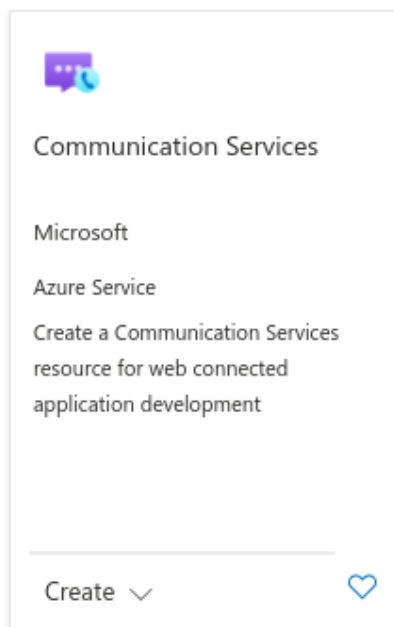 Communication Services
Microsoft
Azure Service
Create a Communication Services
resource for web connected
application development
Create